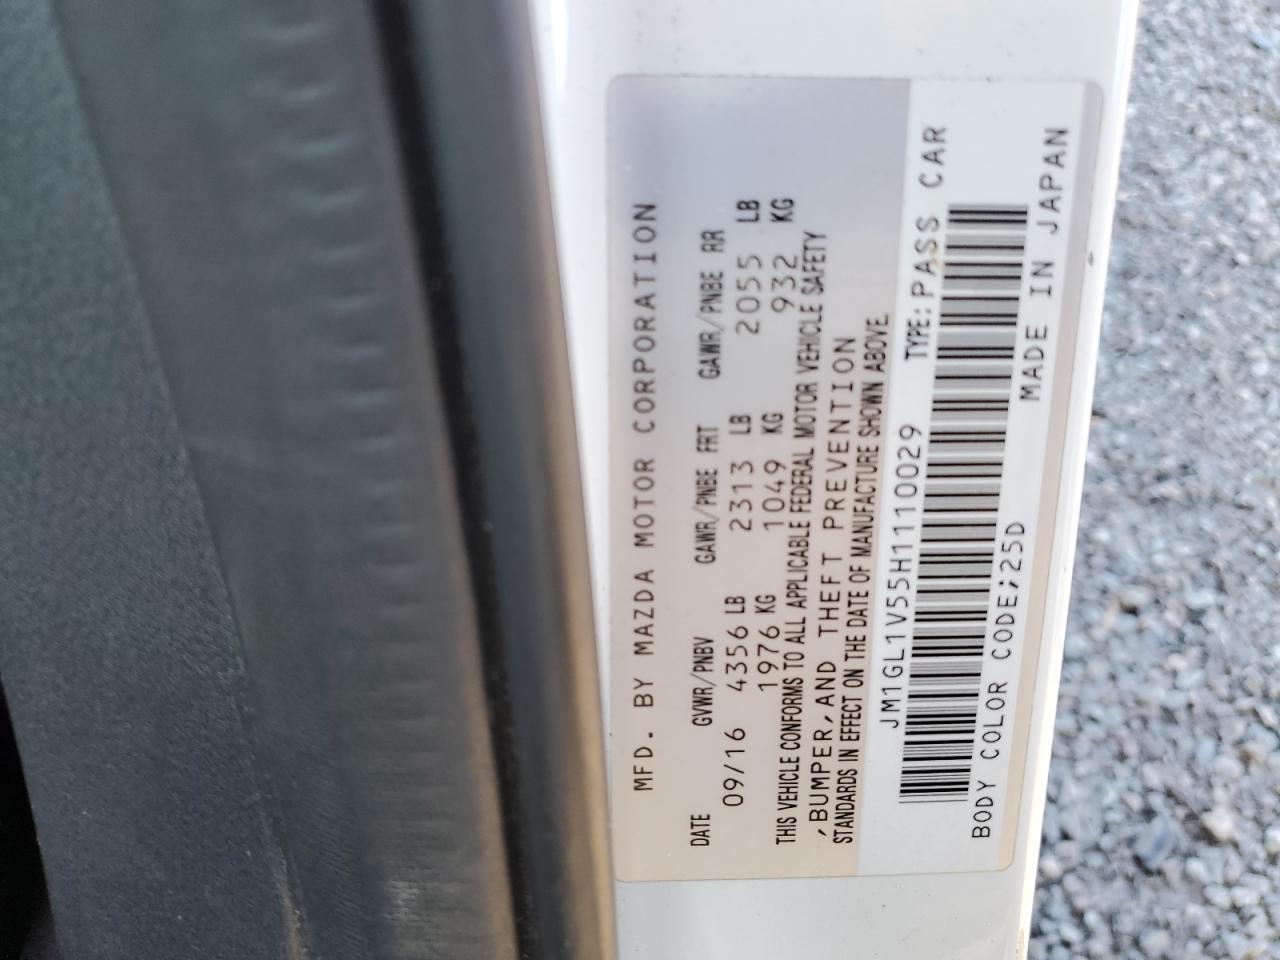 MFD. BY MAZDA MOTOR CORPORATION
DATE GVWR/PNBV GAWR/PNBE FRT GAWR/PNBE RR
09/16 4356 LB 2313 LB 2055 LB
1976 KG 1049 KG 932 KG
THIS VEHICLE CONFORMS TO ALL APPLICABLE FEDERAL MOTOR VEHICLE SAFETY
,BUMPER,AND THEFT PREVENTION
STANDARDS IN EFFECT ON THE DATE OF MANUFACTURE SHOWN ABOVE.
JM1GL1V55H1110029 TYPE:PASS CAR
BODY COLOR CODE;25D MADE IN JAPAN